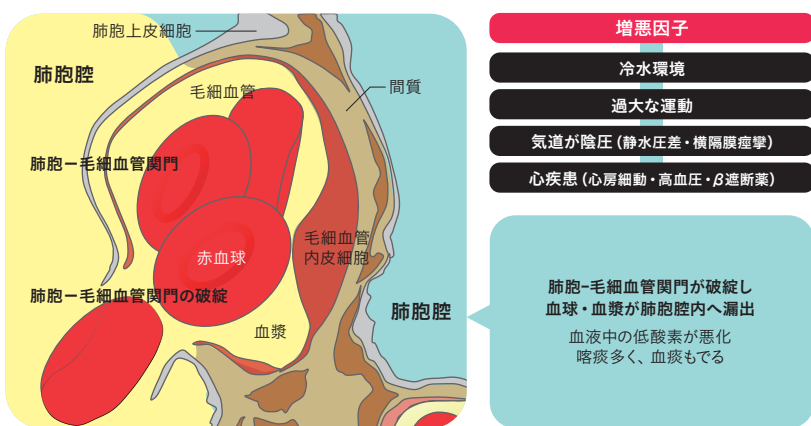 肺胞上皮細胞
肺胞腔
毛細血管
間質
肺胞ー毛細血管関門
赤血球
毛細血管
内皮細胞
肺胞ー毛細血管関門の破綻
肺胞腔
血漿
増悪因子
冷水環境
過大な運動
気道が陰圧(静水圧差・横隔膜痙攣)
心疾患(心房細動・高血圧・β遮断薬)
肺胞-毛細血管関門が破綻し
血球・血漿が肺胞腔内へ漏出
血液中の低酸素が悪化
喀痰多く、血痰もでる